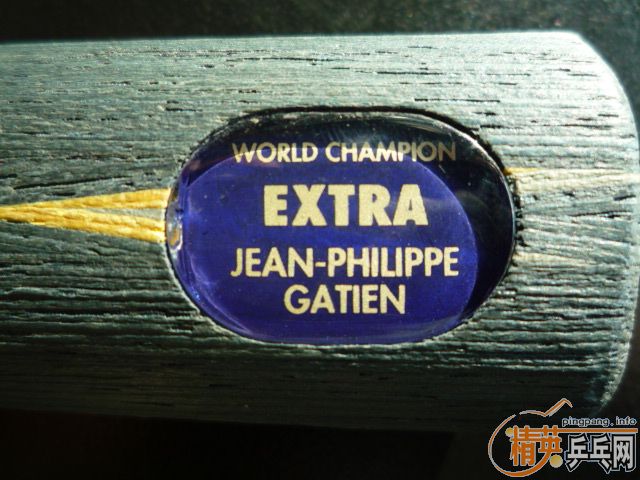 WORLD CHAMPION
EXTRA
JEAN-PHILIPPE
GATIEN
pingpang.info
精英乒乓网